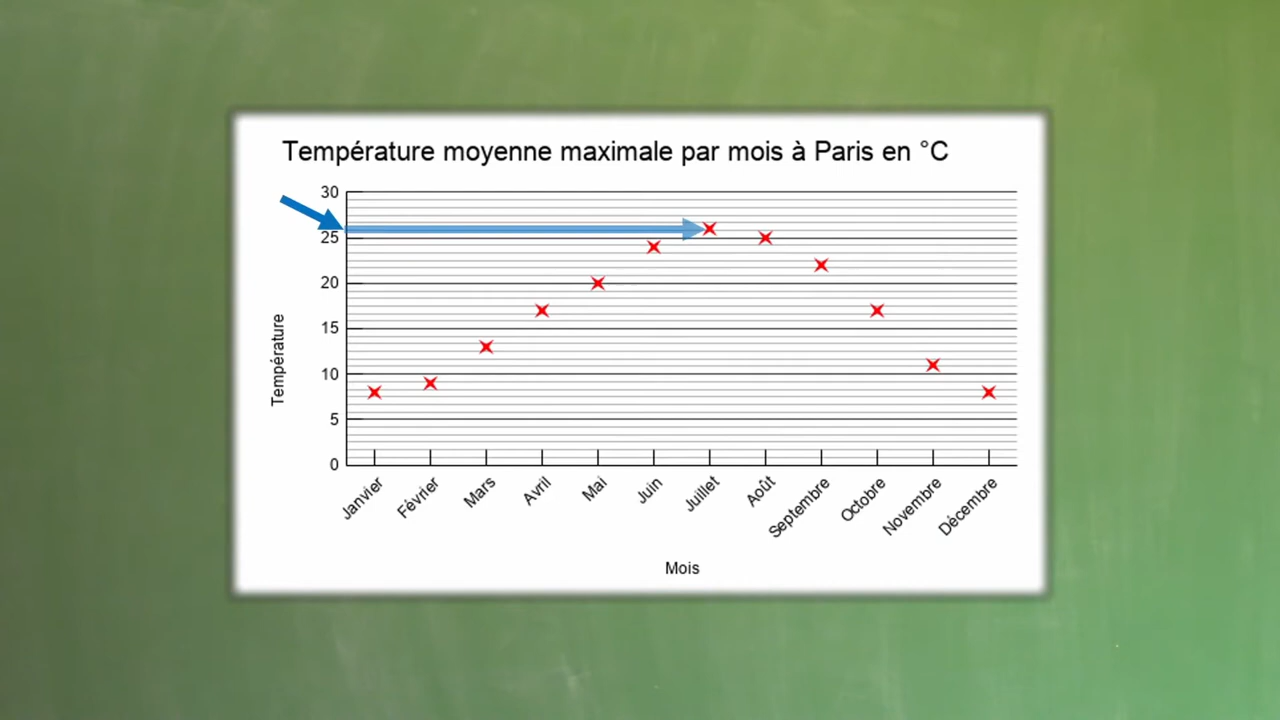 Température moyenne maximale par mois à Paris en °C
30
25
20
15
10
5
0
Température
Janvier
Février
Mars
Avril
Mai
Juin
Juillet
Août
Septembre
Octobre
Novembre
Décembre
Mois